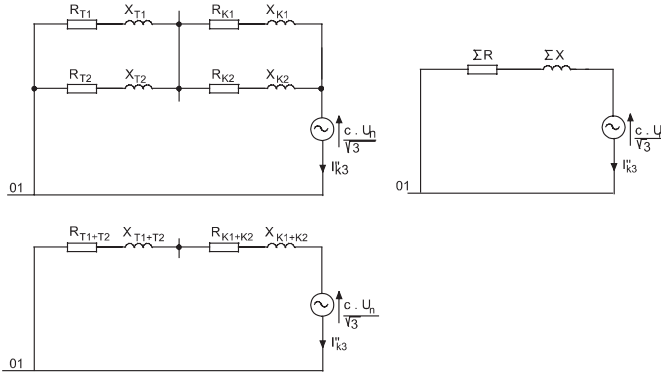 R_T1 X_T1 R_K1 X_K1
R_T2 X_T2 R_K2 X_K2
c . U_n
√3
I"_k3
01
ΣR ΣX
c . U
√3
I"_k3
01
R_T1+T2 X_T1+T2 R_K1+K2 X_K1+K2
c . U_n
√3
I"_k3
01